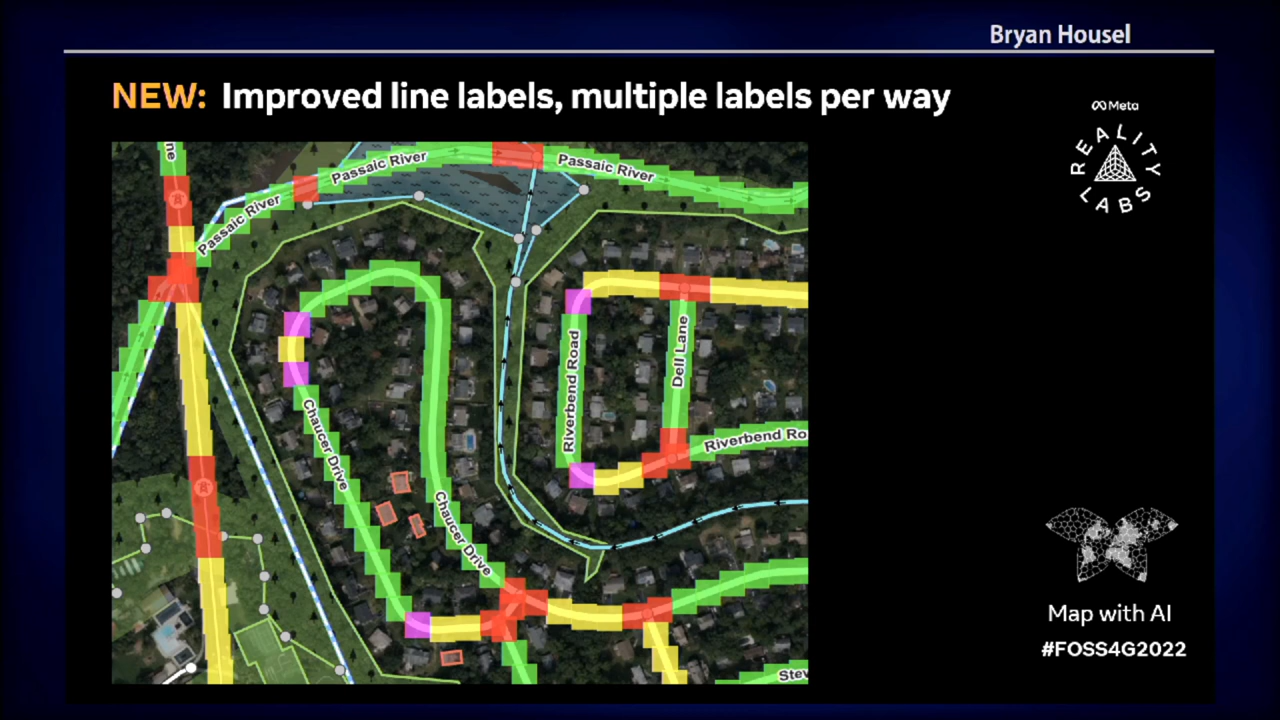 Bryan Housel
NEW: Improved line labels, multiple labels per way
Meta
REALITY
LABS
ne
Passaic River
Passaic River
Passaic River
Riverbend Road
Dell Lane
Chaucer Drive
Riverbend Ro
Chaucer Drive
Stev
Map with AI
#FOSS4G2022